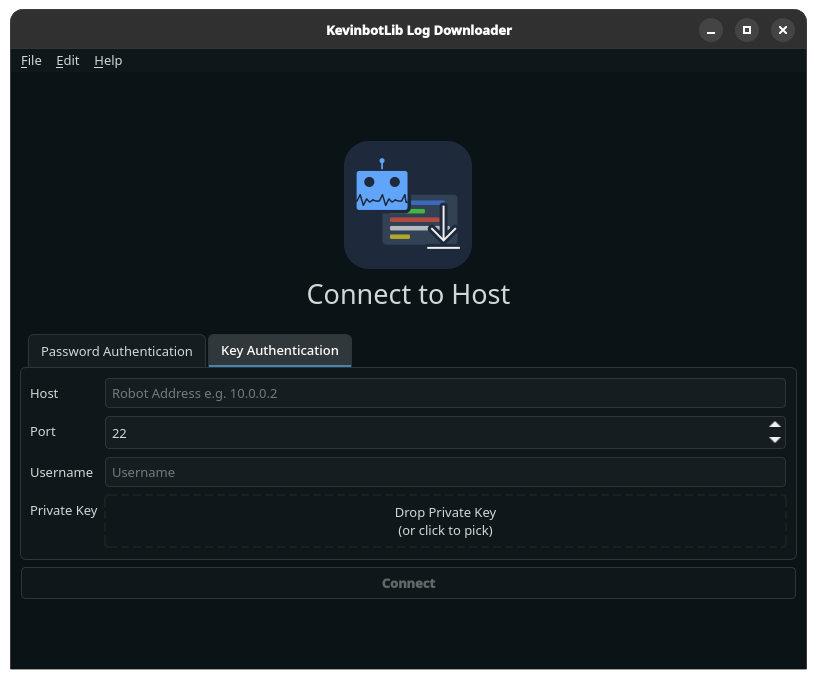 KevinbotLib Log Downloader
File Edit Help
Connect to Host
Password Authentication Key Authentication
Host Robot Address e.g. 10.0.0.2
Port 22
Username Username
Private Key Drop Private Key
(or click to pick)
Connect